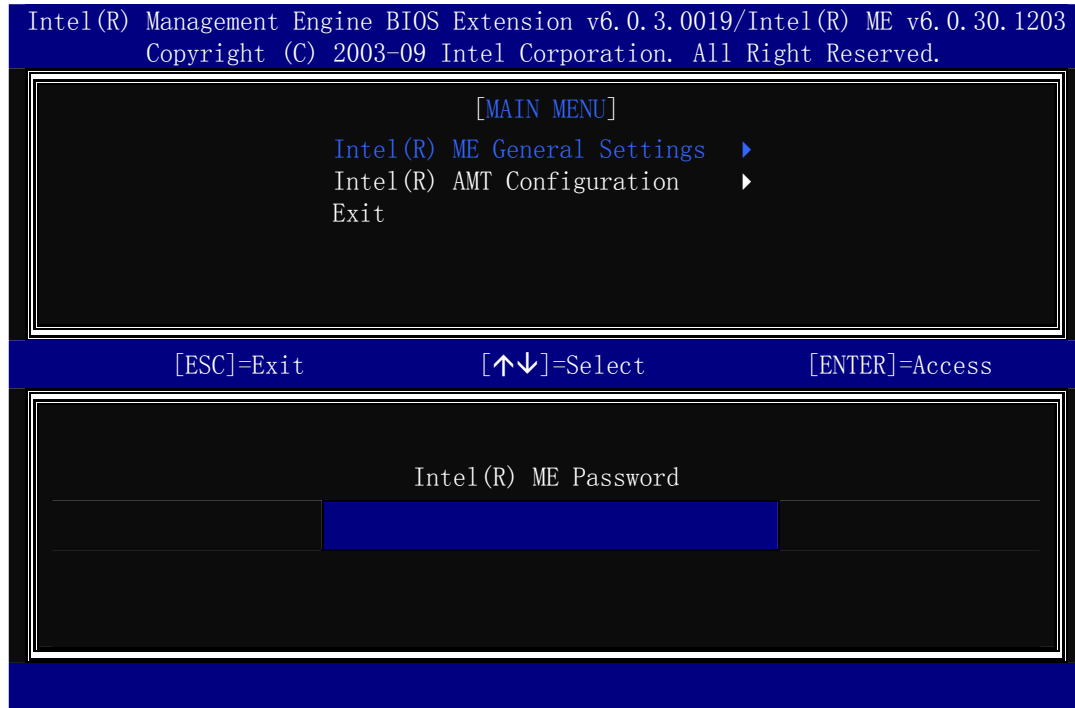 Intel(R) Management Engine BIOS Extension v6.0.3.0019/Intel(R) ME v6.0.30.1203
Copyright (C) 2003-09 Intel Corporation. All Right Reserved.
[MAIN MENU]
Intel(R) ME General Settings ▶
Intel(R) AMT Configuration ▶
Exit
[ESC]=Exit [↑↓]=Select [ENTER]=Access
Intel(R) ME Password